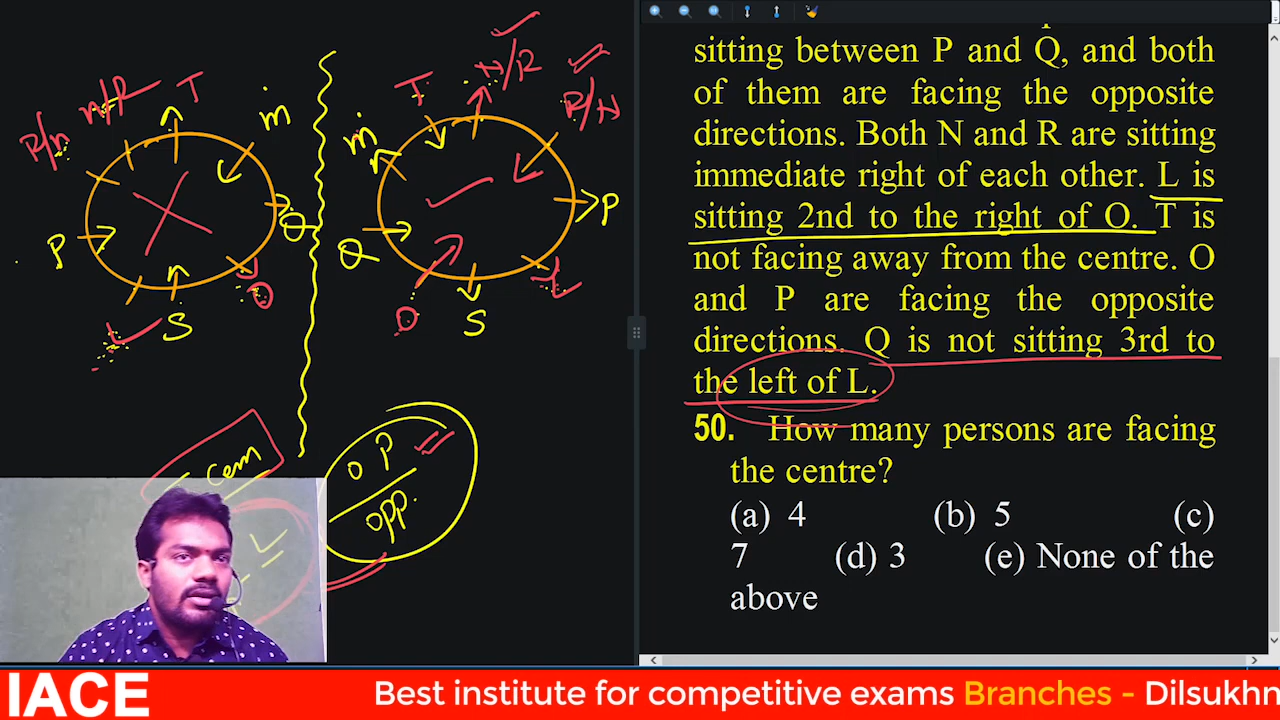 sitting between P and Q, and both
of them are facing the opposite
directions. Both N and R are sitting
immediate right of each other. L is
sitting 2nd to the right of O. T is
not facing away from the centre. O
and P are facing the opposite
directions. Q is not sitting 3rd to
the left of L.
50. How many persons are facing
the centre?
(a) 4 (b) 5 (c)
7 (d) 3 (e) None of the
above
R/n n/R T m
P Q
L S O
T N/R R/N
m P
Q
O S L
cem
O P
opp.
IACE Best institute for competitive exams Branches - Dilsukhn